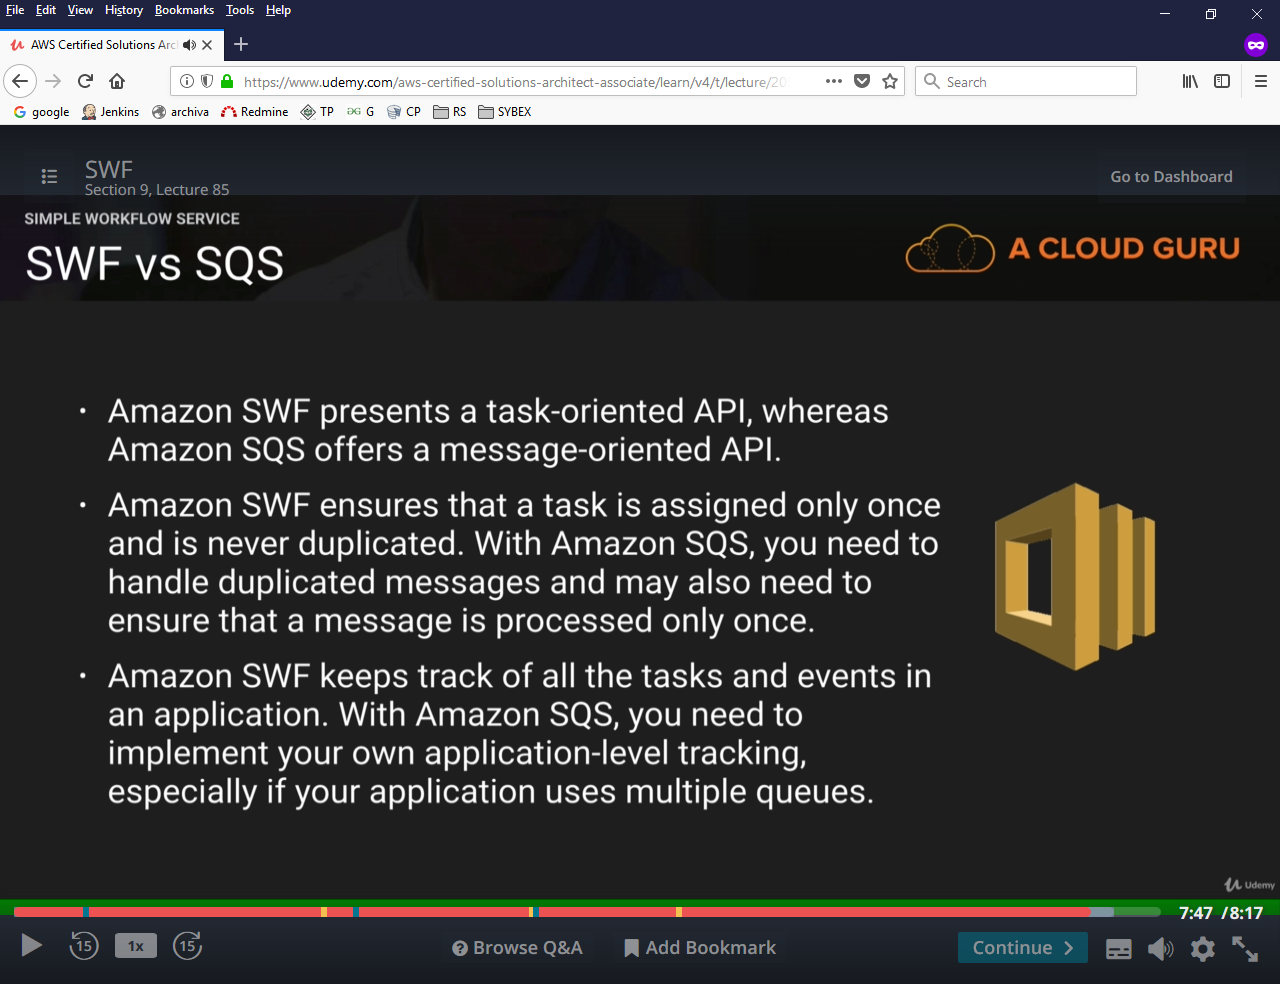 File Edit View History Bookmarks Tools Help
AWS Certified Solutions Arc
https://www.udemy.com/aws-certified-solutions-architect-associate/learn/v4/t/lecture/20
Search
google Jenkins archiva Redmine TP G CP RS SYBEX
SWF
Section 9, Lecture 85
Go to Dashboard
SIMPLE WORKFLOW SERVICE
SWF vs SQS
A CLOUD GURU
• Amazon SWF presents a task-oriented API, whereas
Amazon SQS offers a message-oriented API.
• Amazon SWF ensures that a task is assigned only once
and is never duplicated. With Amazon SQS, you need to
handle duplicated messages and may also need to
ensure that a message is processed only once.
• Amazon SWF keeps track of all the tasks and events in
an application. With Amazon SQS, you need to
implement your own application-level tracking,
especially if your application uses multiple queues.
Udemy
7:47 /8:17
15 1x 15
Browse Q&A
Add Bookmark
Continue